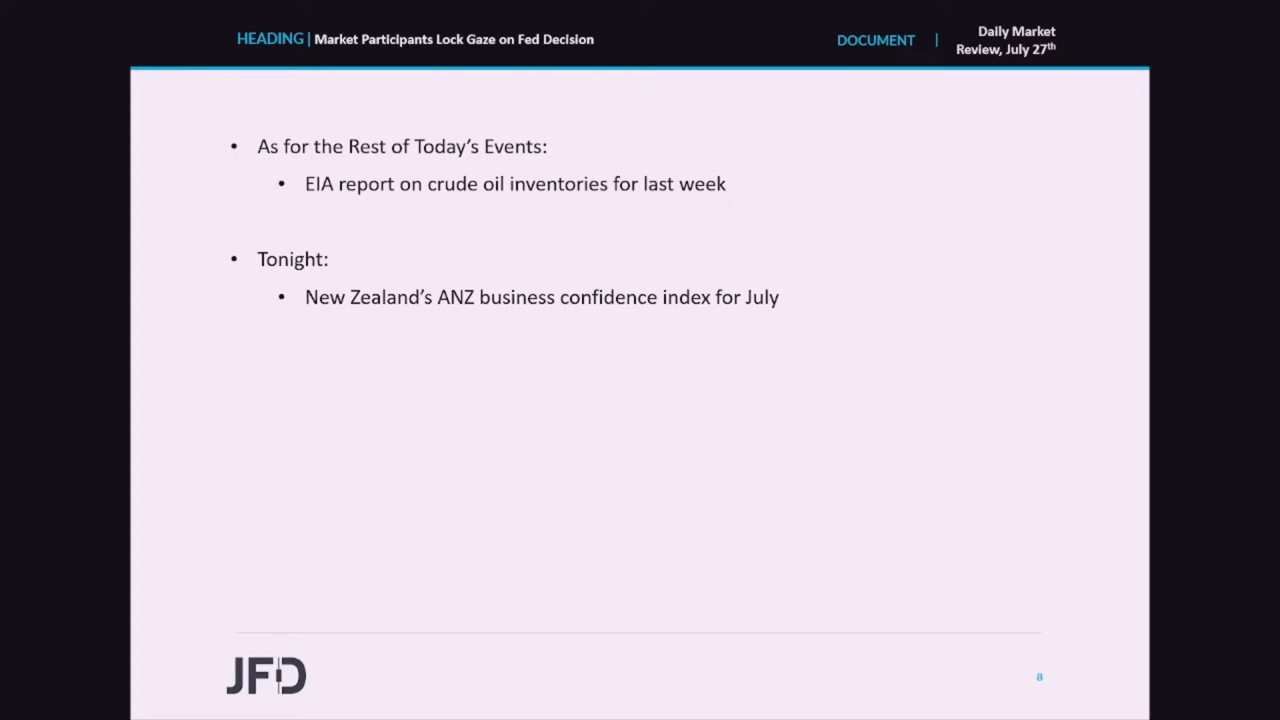 HEADING | Market Participants Lock Gaze on Fed Decision
DOCUMENT | Daily Market
Review, July 27th
• As for the Rest of Today’s Events:
• EIA report on crude oil inventories for last week
• Tonight:
• New Zealand’s ANZ business confidence index for July
JFD
8